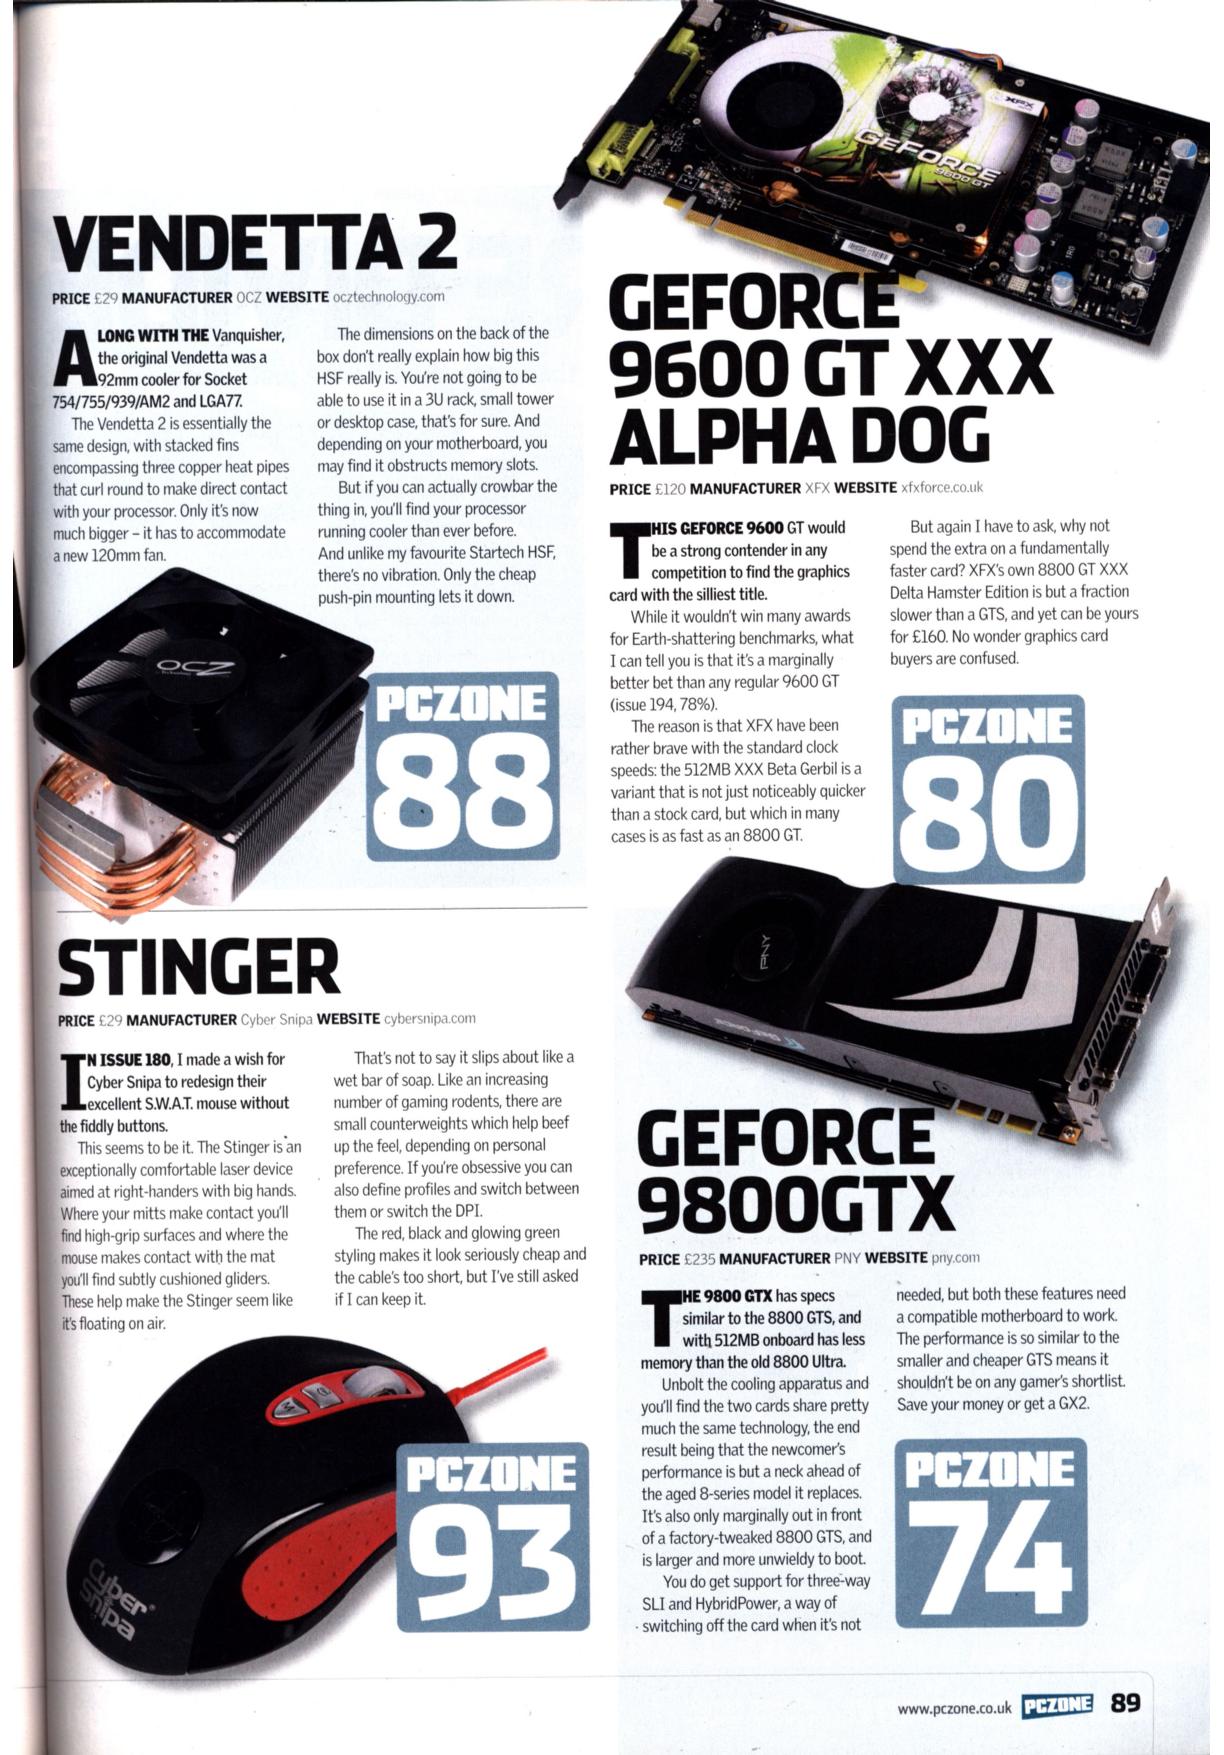 VENDETTA 2
PRICE £29 MANUFACTURER OCZ WEBSITE ocztechnology.com
ALONG WITH THE Vanquisher,
the original Vendetta was a
92mm cooler for Socket
754/755/939/AM2 and LGA77.
The Vendetta 2 is essentially the
same design, with stacked fins
encompassing three copper heat pipes
that curl round to make direct contact
with your processor. Only it's now
much bigger – it has to accommodate
a new 120mm fan.
The dimensions on the back of the
box don't really explain how big this
HSF really is. You're not going to be
able to use it in a 3U rack, small tower
or desktop case, that's for sure. And
depending on your motherboard, you
may find it obstructs memory slots.
But if you can actually crowbar the
thing in, you'll find your processor
running cooler than ever before.
And unlike my favourite Startech HSF,
there's no vibration. Only the cheap
push-pin mounting lets it down.
OCZ
PCZONE
88
STINGER
PRICE £29 MANUFACTURER Cyber Snipa WEBSITE cybersnipa.com
IN ISSUE 180, I made a wish for
Cyber Snipa to redesign their
excellent S.W.A.T. mouse without
the fiddly buttons.
This seems to be it. The Stinger is an
exceptionally comfortable laser device
aimed at right-handers with big hands.
Where your mitts make contact you'll
find high-grip surfaces and where the
mouse makes contact with the mat
you'll find subtly cushioned gliders.
These help make the Stinger seem like
it's floating on air.
That's not to say it slips about like a
wet bar of soap. Like an increasing
number of gaming rodents, there are
small counterweights which help beef
up the feel, depending on personal
preference. If you're obsessive you can
also define profiles and switch between
them or switch the DPI.
The red, black and glowing green
styling makes it look seriously cheap and
the cable's too short, but I've still asked
if I can keep it.
M
Cyber
Snipa
PCZONE
93
XFX
GEFORCE
9600 GT
GEFORCE
9600 GT XXX
ALPHA DOG
PRICE £120 MANUFACTURER XFX WEBSITE xfxforce.co.uk
THIS GEFORCE 9600 GT would
be a strong contender in any
competition to find the graphics
card with the silliest title.
While it wouldn't win many awards
for Earth-shattering benchmarks, what
I can tell you is that it's a marginally
better bet than any regular 9600 GT
(issue 194, 78%).
The reason is that XFX have been
rather brave with the standard clock
speeds: the 512MB XXX Beta Gerbil is a
variant that is not just noticeably quicker
than a stock card, but which in many
cases is as fast as an 8800 GT.
But again I have to ask, why not
spend the extra on a fundamentally
faster card? XFX's own 8800 GT XXX
Delta Hamster Edition is but a fraction
slower than a GTS, and yet can be yours
for £160. No wonder graphics card
buyers are confused.
PCZONE
80
PNY
GEFORCE
9800GTX
PRICE £235 MANUFACTURER PNY WEBSITE pny.com
THE 9800 GTX has specs
similar to the 8800 GTS, and
with 512MB onboard has less
memory than the old 8800 Ultra.
Unbolt the cooling apparatus and
you'll find the two cards share pretty
much the same technology, the end
result being that the newcomer's
performance is but a neck ahead of
the aged 8-series model it replaces.
It's also only marginally out in front
of a factory-tweaked 8800 GTS, and
is larger and more unwieldy to boot.
You do get support for three-way
SLI and HybridPower, a way of
switching off the card when it's not
needed, but both these features need
a compatible motherboard to work.
The performance is so similar to the
smaller and cheaper GTS means it
shouldn't be on any gamer's shortlist.
Save your money or get a GX2.
PCZONE
74
www.pczone.co.uk PCZONE 89